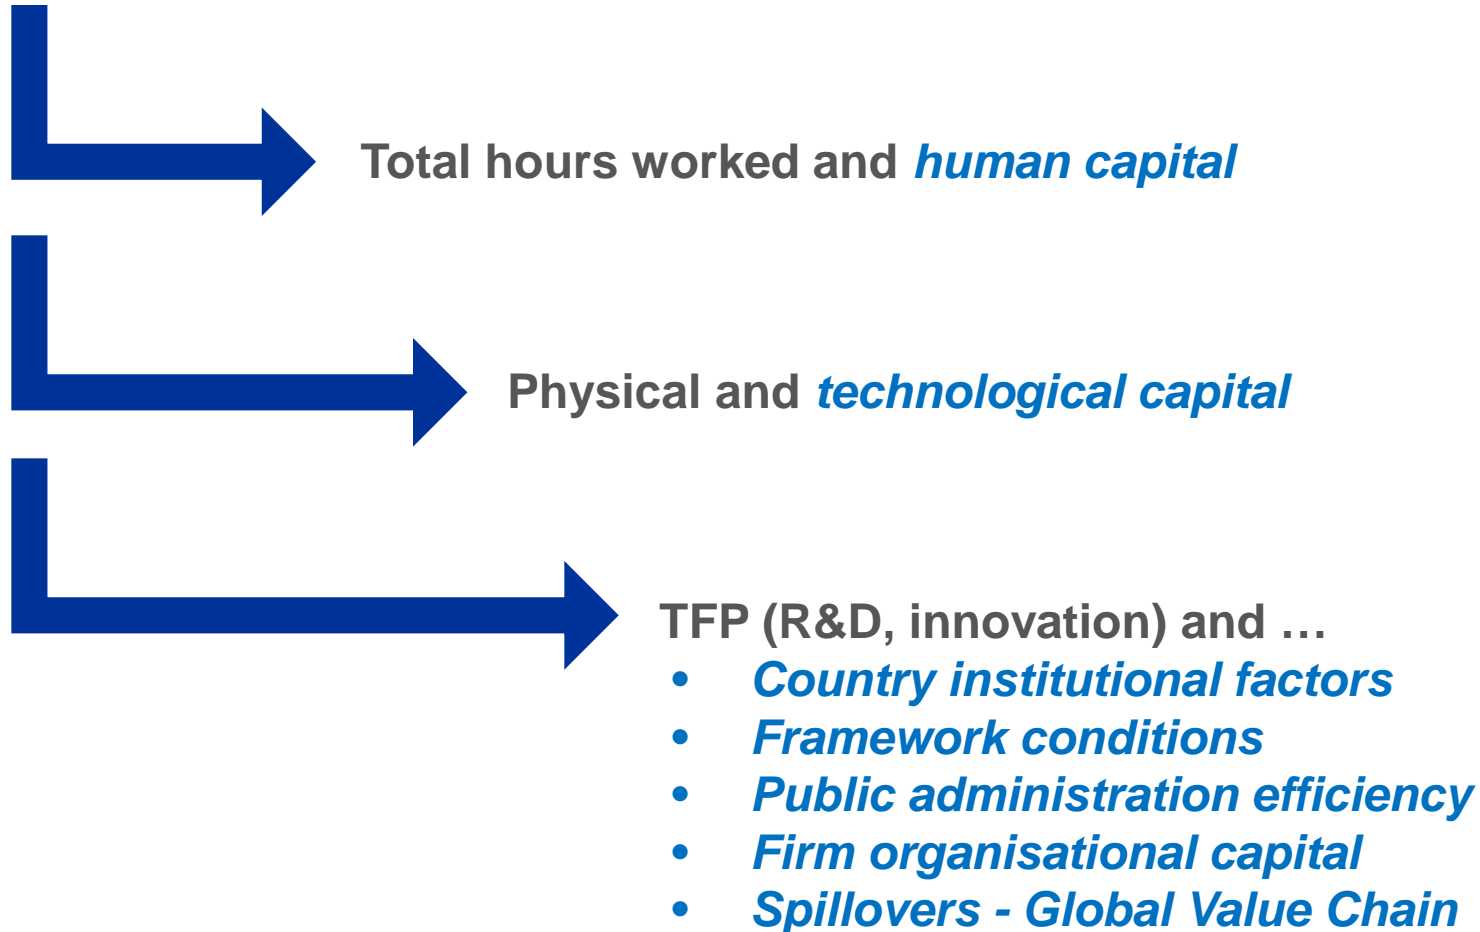 Total hours worked and human capital
Physical and technological capital
TFP (R&D, innovation) and …
• Country institutional factors
• Framework conditions
• Public administration efficiency
• Firm organisational capital
• Spillovers - Global Value Chain